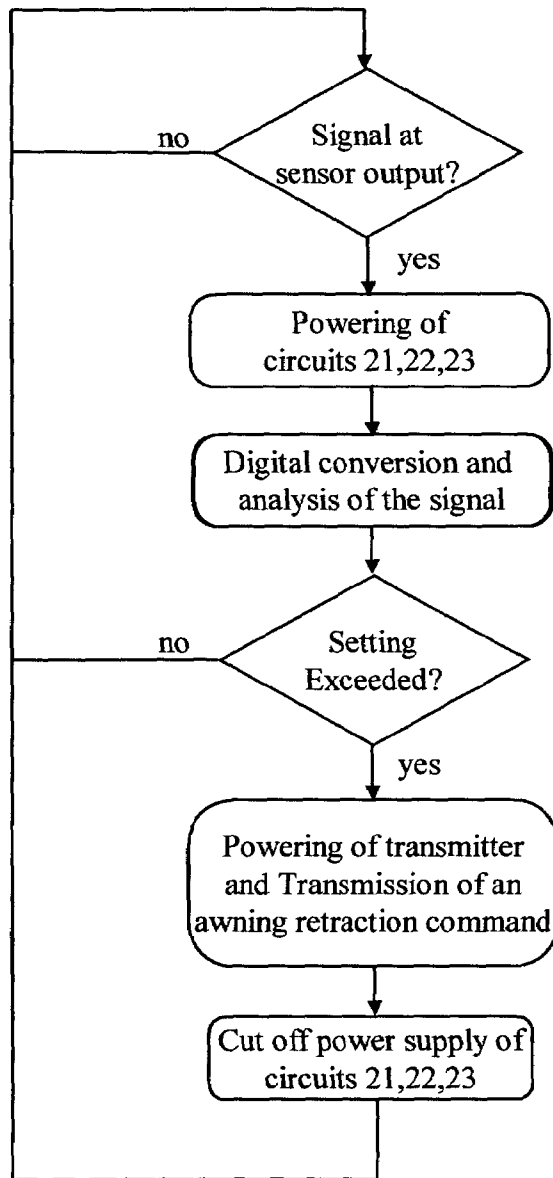 no
Signal at
sensor output?
yes
Powering of
circuits 21,22,23
Digital conversion and
analysis of the signal
no
Setting
Exceeded?
yes
Powering of transmitter
and Transmission of an
awning retraction command
Cut off power supply of
circuits 21,22,23